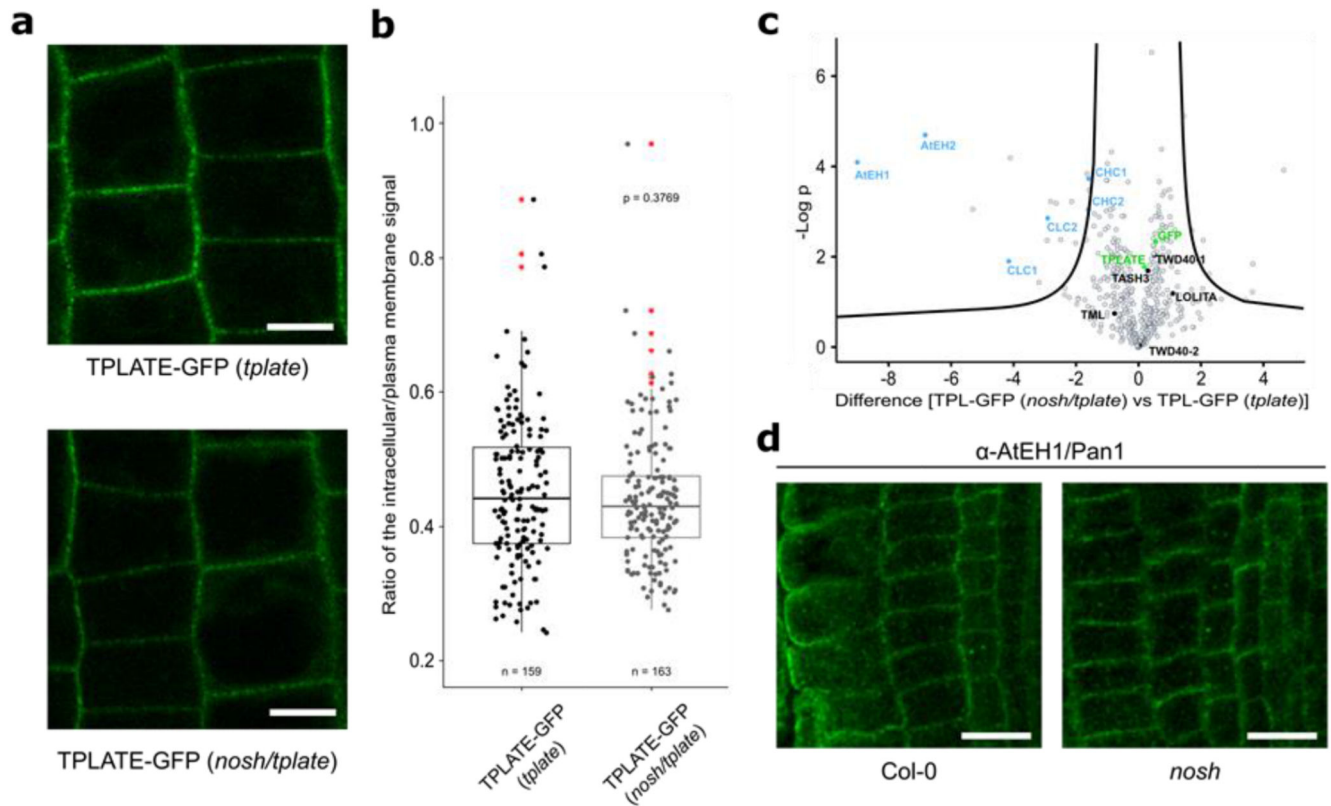 a
TPLATE-GFP (tplate)
TPLATE-GFP (nosh/tplate)
b
Ratio of the intracellular/plasma membrane signal
1.0
0.8
0.6
0.4
0.2
p = 0.3769
n = 159
n = 163
TPLATE-GFP
(tplate)
TPLATE-GFP
(nosh/tplate)
c
-Log p
6
4
2
0
AtEH2
AtEH1
CHC1
CHC2
CLC2
CLC1
GFP
TPLATE
TWD40-1
TASH3
LOLITA
TML
TWD40-2
-8
-6
-4
-2
0
2
4
Difference [TPL-GFP (nosh/tplate) vs TPL-GFP (tplate)]
d
α-AtEH1/Pan1
Col-0
nosh